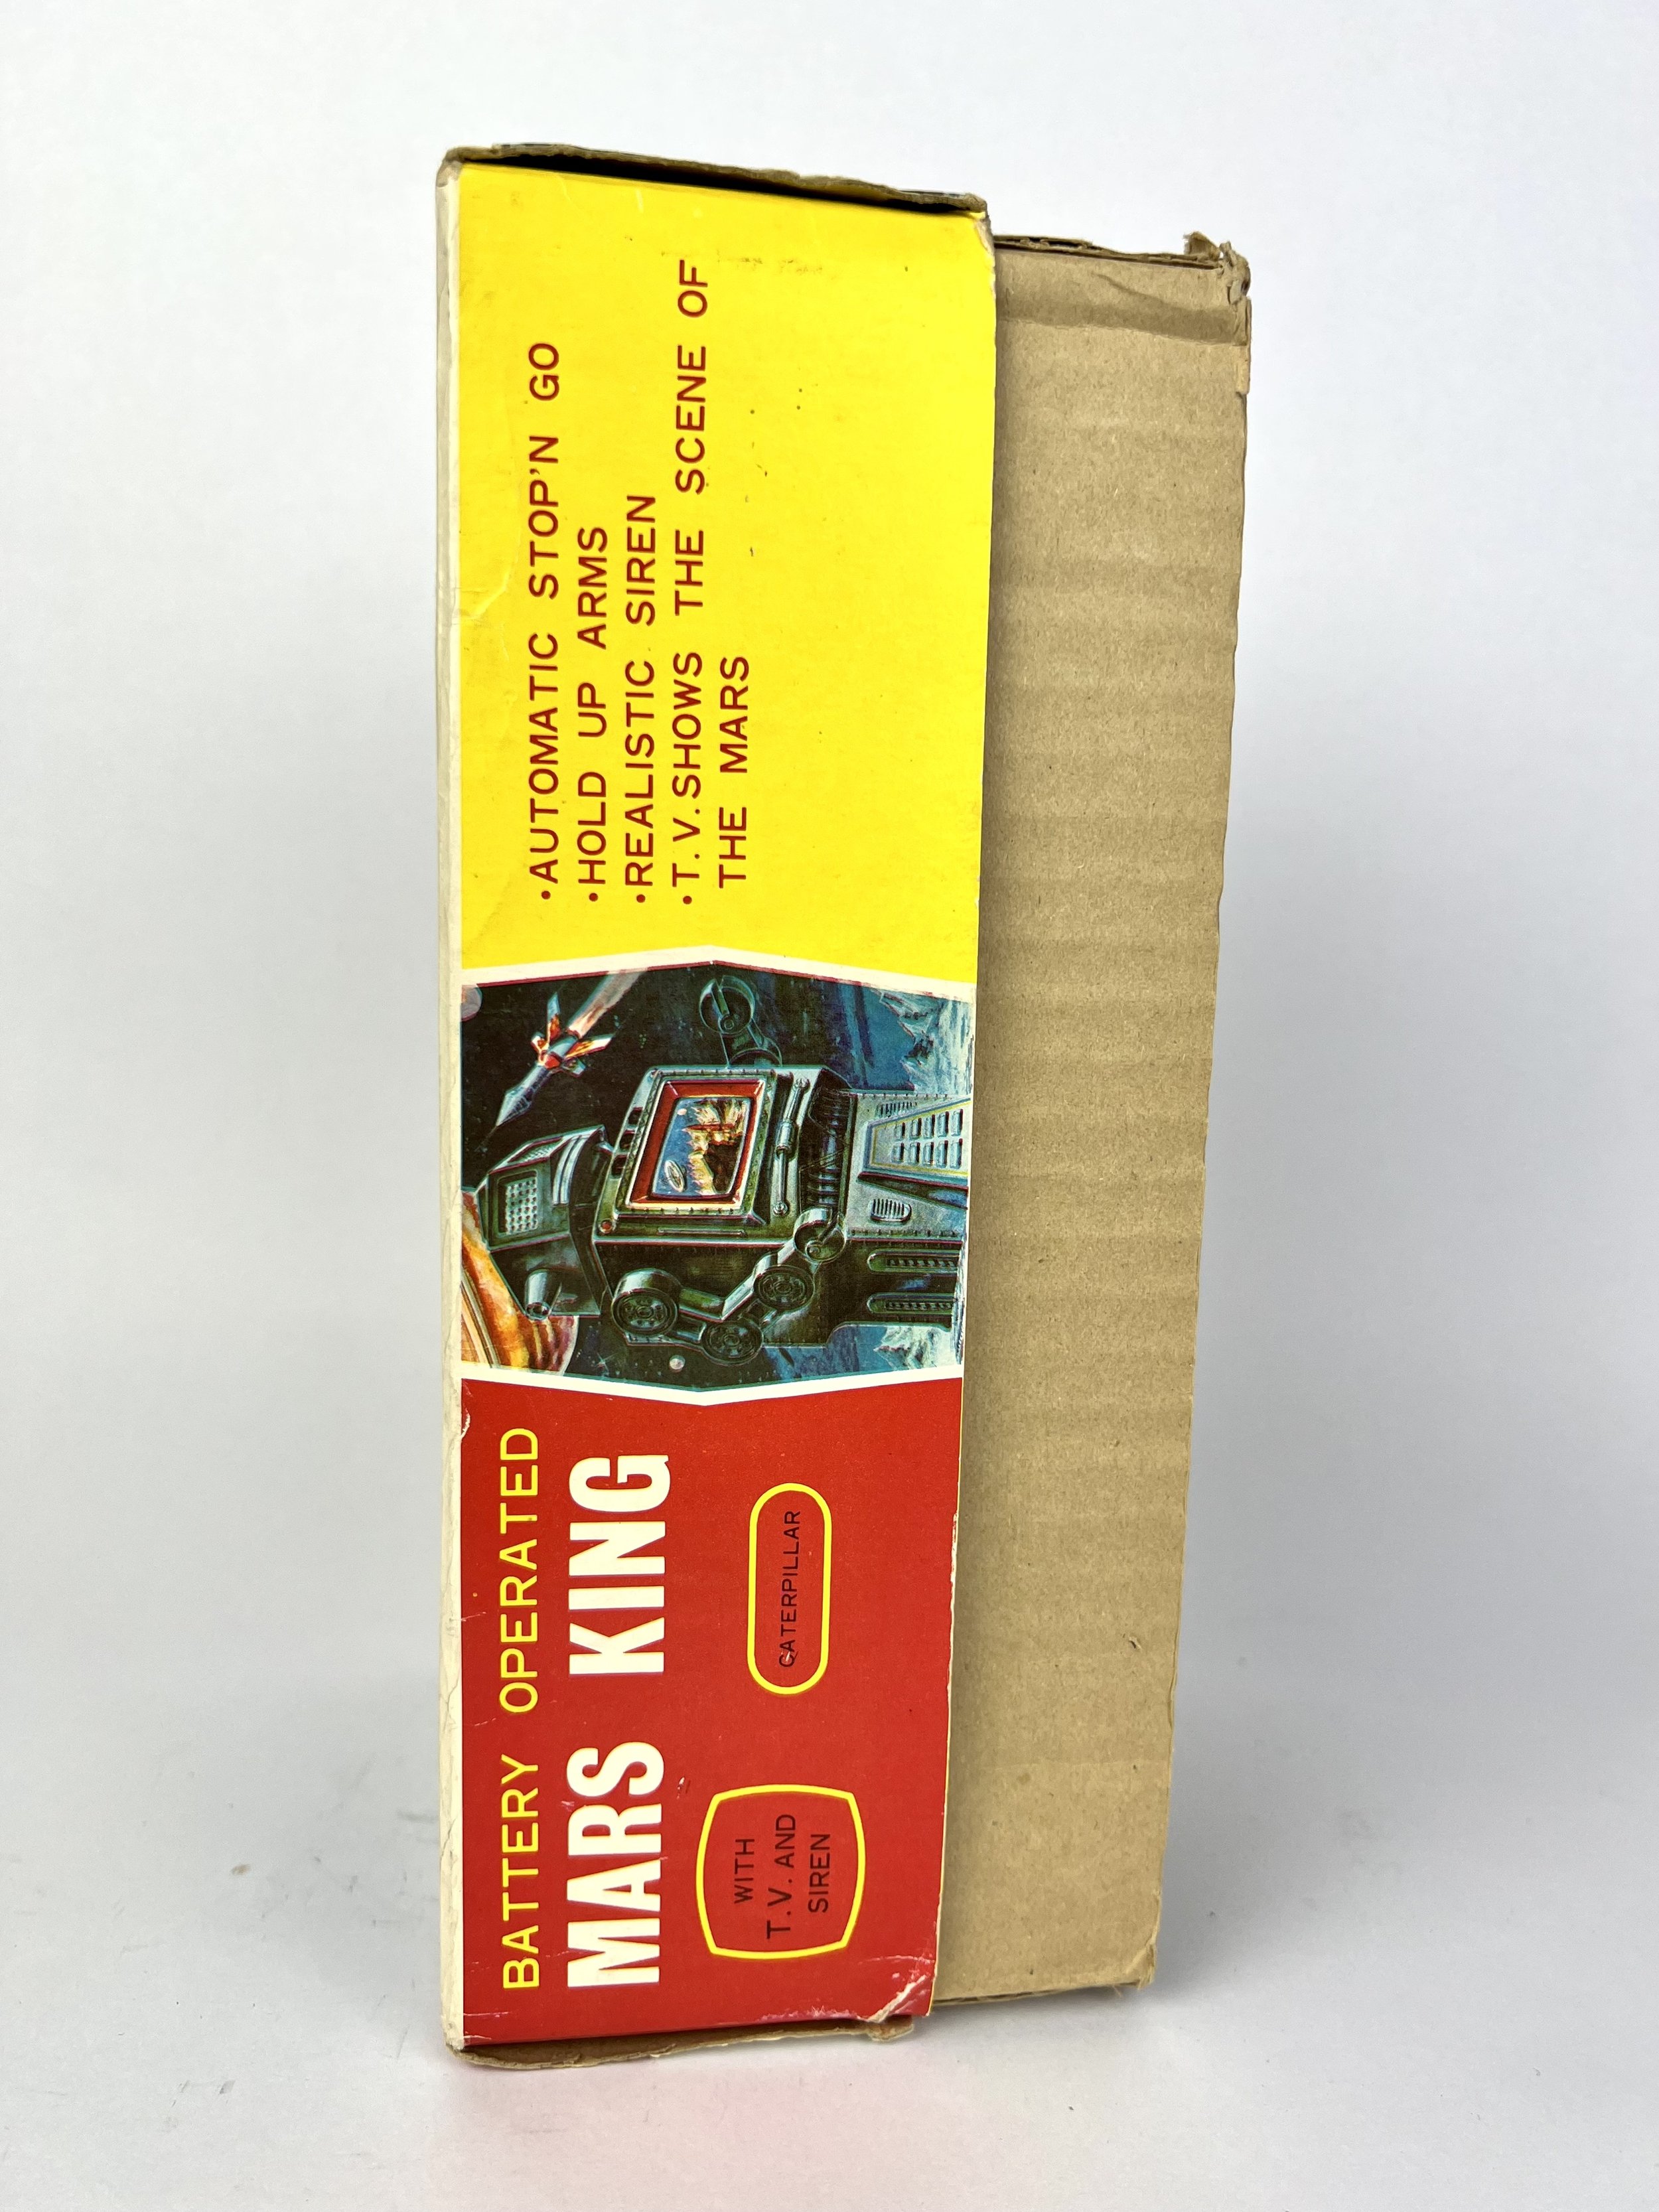 BATTERY OPERATED
MARS KING
WITH
T.V. AND
SIREN
CATERPILLAR
·AUTOMATIC STOP'N GO
·HOLD UP ARMS
·REALISTIC SIREN
·T.V.SHOWS THE SCENE OF
THE MARS